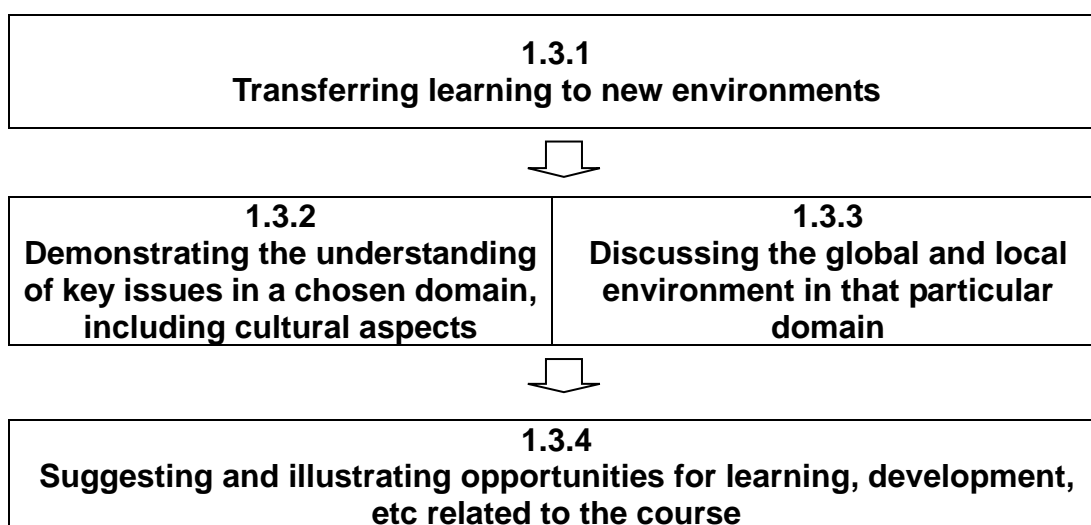 1.3.1
Transferring learning to new environments
1.3.2
Demonstrating the understanding
of key issues in a chosen domain,
including cultural aspects
1.3.3
Discussing the global and local
environment in that particular
domain
1.3.4
Suggesting and illustrating opportunities for learning, development,
etc related to the course